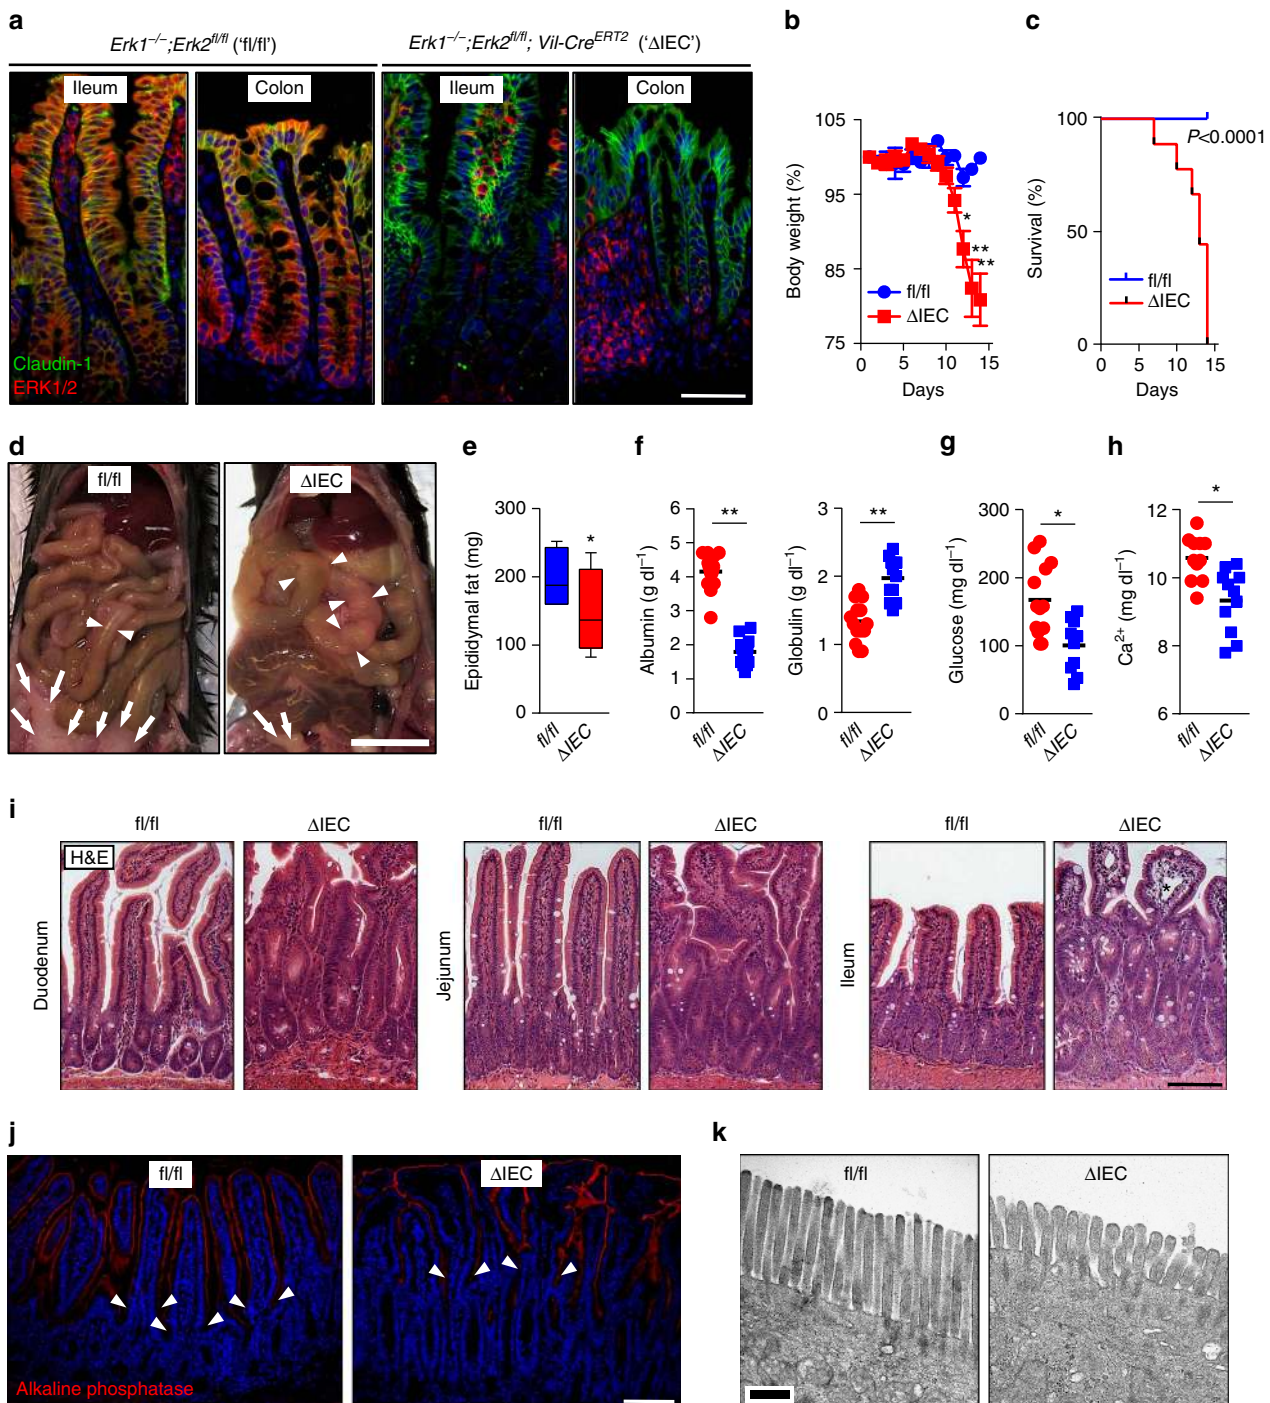 a
Erk1–/–;Erk2fl/fl ('fl/fl')
Erk1–/–;Erk2fl/fl; Vil-CreERT2 ('ΔIEC')
Ileum
Colon
Ileum
Colon
Claudin-1
ERK1/2
b
105
95
85
75
Body weight (%)
*
**
**
fl/fl
ΔIEC
0 5 10 15
Days
c
100
50
0
Survival (%)
P<0.0001
fl/fl
ΔIEC
0 5 10 15
Days
d
fl/fl
ΔIEC
e
300
200
100
0
Epididymal fat (mg)
*
fl/fl
ΔIEC
f
6
5
4
3
2
1
0
Albumin (g dl–1)
**
fl/fl
ΔIEC
3
2
1
0
Globulin (g dl–1)
**
fl/fl
ΔIEC
g
300
200
100
0
Glucose (mg dl–1)
*
fl/fl
ΔIEC
h
12
10
8
6
Ca2+ (mg dl–1)
*
fl/fl
ΔIEC
i
fl/fl
ΔIEC
fl/fl
ΔIEC
fl/fl
ΔIEC
H&E
Duodenum
Jejunum
Ileum
*
j
fl/fl
ΔIEC
Alkaline phosphatase
k
fl/fl
ΔIEC